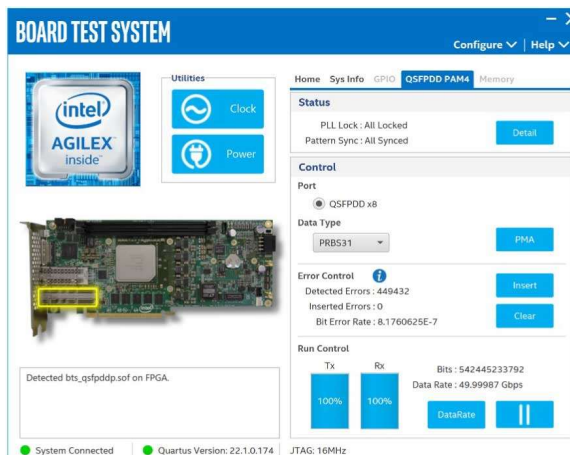 BOARD TEST SYSTEM
Configure | Help
Utilities
Clock
Power
intel
AGILEX
inside
Home Sys Info GPIO QSFPDD PAM4 Memory
Status
PLL Lock : All Locked
Pattern Sync : All Synced
Detail
Control
Port
QSFPDD x8
Data Type
PRBS31
PMA
Error Control
Detected Errors : 449432
Inserted Errors : 0
Bit Error Rate : 8.1760625E-7
Insert
Clear
Run Control
Tx Rx
100% 100%
Bits : 542445233792
Data Rate : 49.99987 Gbps
DataRate
Detected bts_qsfpddp.sof on FPGA.
System Connected Quartus Version: 22.1.0.174 JTAG: 16MHz